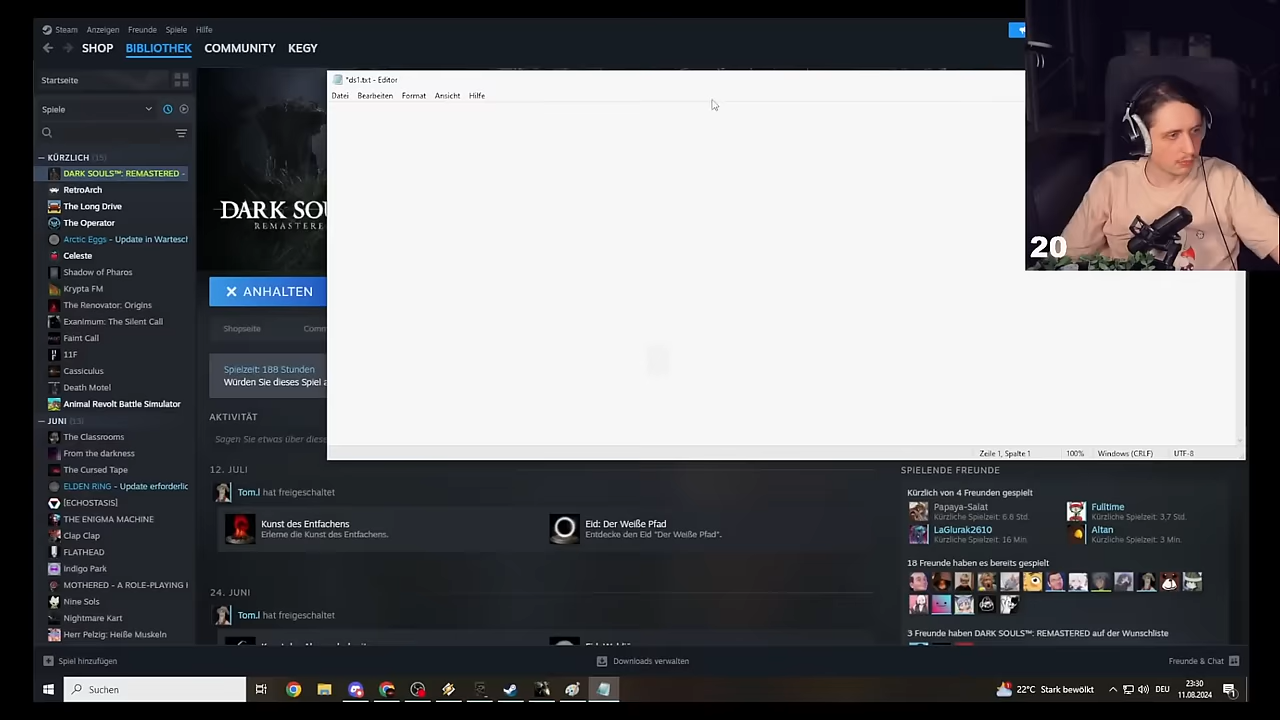 Steam Anzeigen Freunde Spiele Hilfe
SHOP BIBLIOTHEK COMMUNITY KEGY
Startseite
Spiele
KÜRZLICH (15)
DARK SOULS™: REMASTERED -
RetroArch
The Long Drive
The Operator
Arctic Eggs - Update in Wartesch
Celeste
Shadow of Pharos
Krypta FM
The Renovator: Origins
Exanimum: The Silent Call
Faint Call
11F
Cassiculus
Death Motel
Animal Revolt Battle Simulator
JUNI (13)
The Classrooms
From the darkness
The Cursed Tape
ELDEN RING - Update erforderlic
[ECHOSTASIS]
THE ENIGMA MACHINE
Clap Clap
FLATHEAD
Indigo Park
MOTHERED - A ROLE-PLAYING
Nine Sols
Nightmare Kart
Herr Pelzig: Heiße Muskeln
*ds1.txt - Editor
Datei Bearbeiten Format Ansicht Hilfe
Zeile 1, Spalte 1 100% Windows (CRLF) UTF-8
20
DARK SOU
REMASTERE
ANHALTEN
Shopseite Comm
Spielzeit: 188 Stunden
Würden Sie dieses Spiel a
AKTIVITÄT
Sagen Sie etwas über diese
12. JULI
Tom.l hat freigeschaltet
Kunst des Entfachens
Erlerne die Kunst des Entfachens.
Eid: Der Weiße Pfad
Entdecke den Eid "Der Weiße Pfad".
24. JUNI
Tom.l hat freigeschaltet
SPIELENDE FREUNDE
Kürzlich von 4 Freunden gespielt
Papaya-Salat
Kürzliche Spielzeit: 6.6 Std.
Fulltime
Kürzliche Spielzeit: 3,7 Std.
LaGlurak2610
Kürzliche Spielzeit: 16 Min.
Altan
Kürzliche Spielzeit: 3 Min.
18 Freunde haben es bereits gespielt
3 Freunde haben DARK SOULS™: REMASTERED auf der Wunschliste
Spiel hinzufügen Downloads verwalten Freunde & Chat
Suchen
22°C Stark bewölkt DEU 23:30
11.08.2024